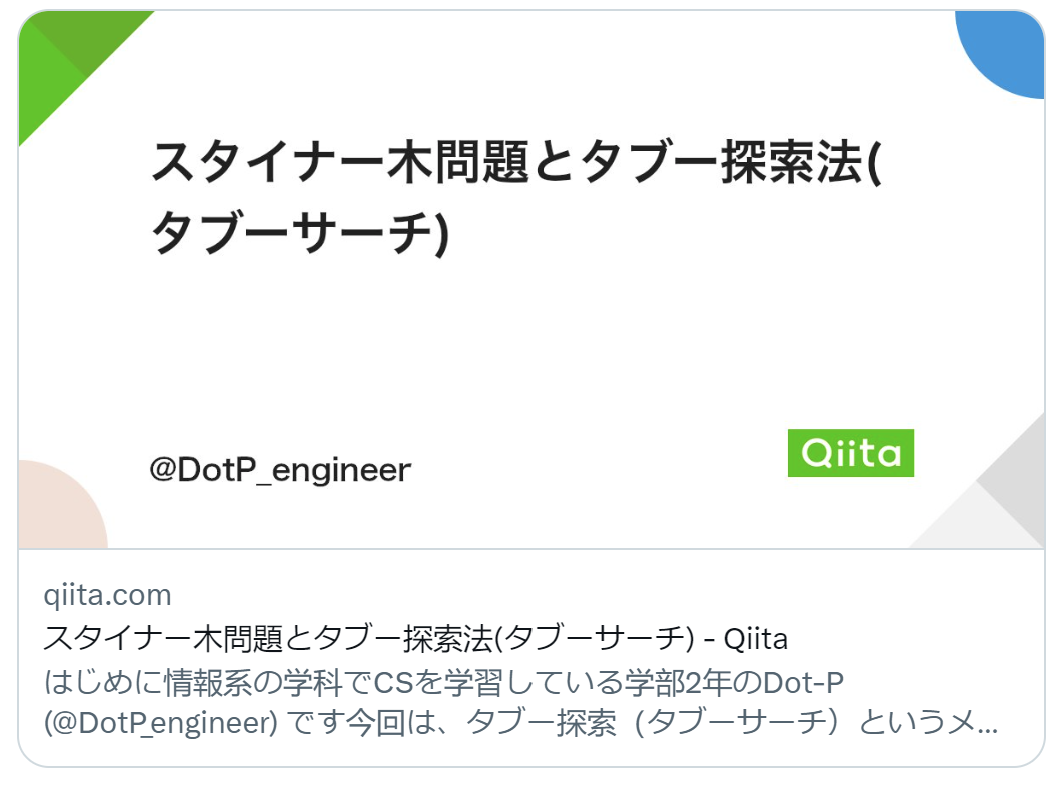 スタイナー木問題とタブー探索法(
タブーサーチ)
@DotP_engineer
Qiita
qiita.com
スタイナー木問題とタブー探索法(タブーサーチ) - Qiita
はじめに情報系の学科でCSを学習している学部2年のDot-P
(@DotP_engineer) です今回は、タブー探索（タブーサーチ）というメ...